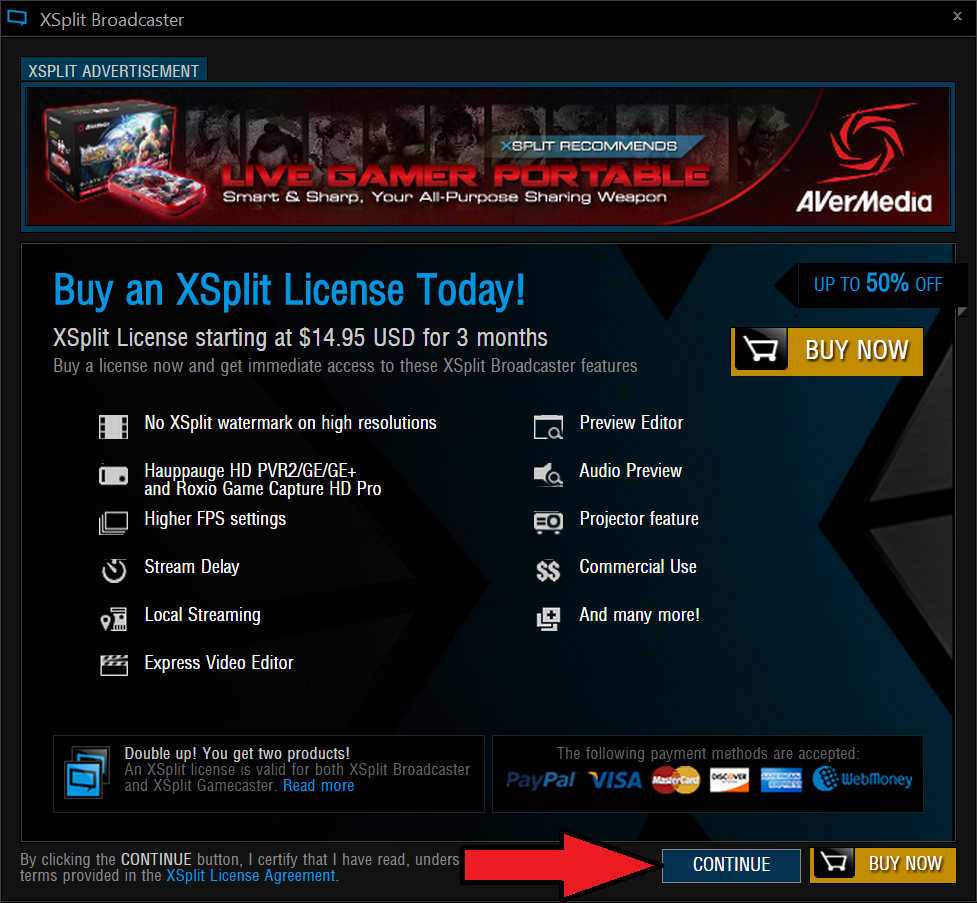 XSplit Broadcaster
x
XSPLIT ADVERTISEMENT
XSPLIT RECOMMENDS
LIVE GAMER PORTABLE
Smart & Sharp, Your All-Purpose Sharing Weapon
AVerMedia
Buy an XSplit License Today!
UP TO 50% OFF
XSplit License starting at $14.95 USD for 3 months
Buy a license now and get immediate access to these XSplit Broadcaster features
BUY NOW
No XSplit watermark on high resolutions
Hauppauge HD PVR2/GE/GE+
and Roxio Game Capture HD Pro
Higher FPS settings
Stream Delay
Local Streaming
Express Video Editor
Preview Editor
Audio Preview
Projector feature
$$ Commercial Use
And many more!
Double up! You get two products!
An XSplit license is valid for both XSplit Broadcaster
and XSplit Gamecaster. Read more
The following payment methods are accepted:
PayPal VISA MasterCard DISCOVER AMERICAN EXPRESS WebMoney
By clicking the CONTINUE button, I certify that I have read, unders
terms provided in the XSplit License Agreement.
CONTINUE
BUY NOW